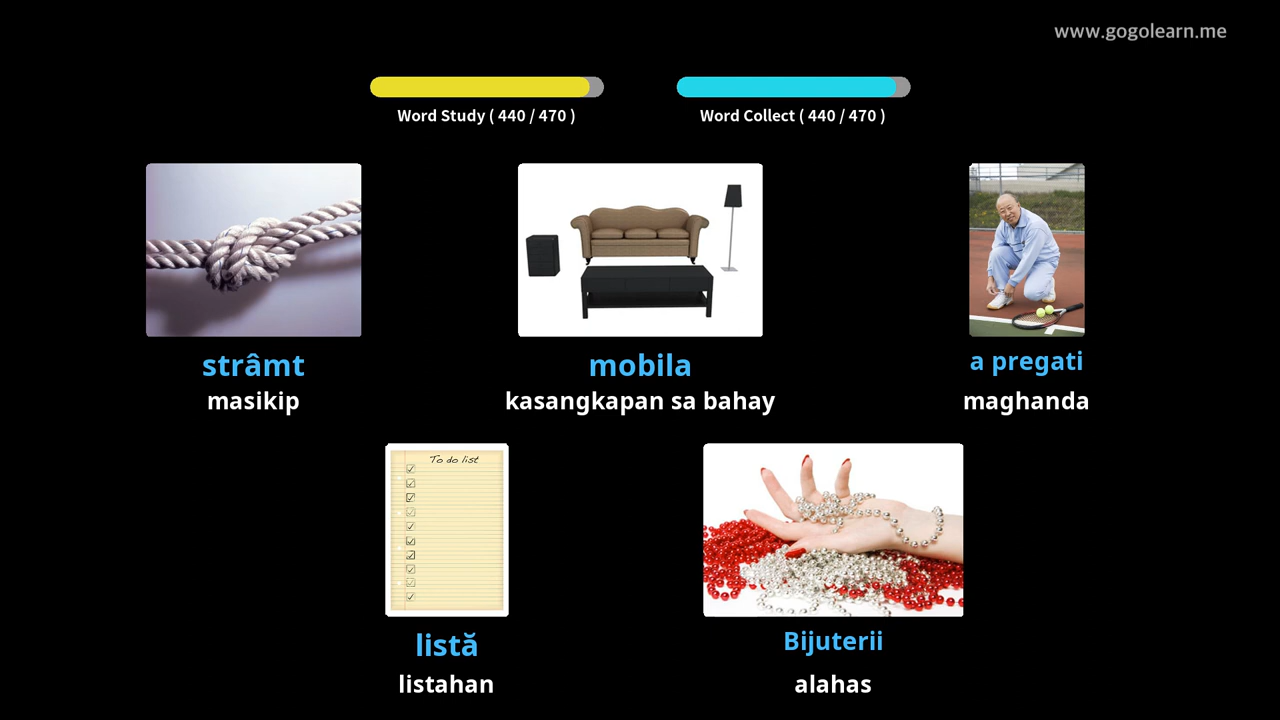 www.gogolearn.me
Word Study ( 440 / 470 )
Word Collect ( 440 / 470 )
strâmt
masikip
mobila
kasangkapan sa bahay
a pregati
maghanda
To do list
listă
listahan
Bijuterii
alahas